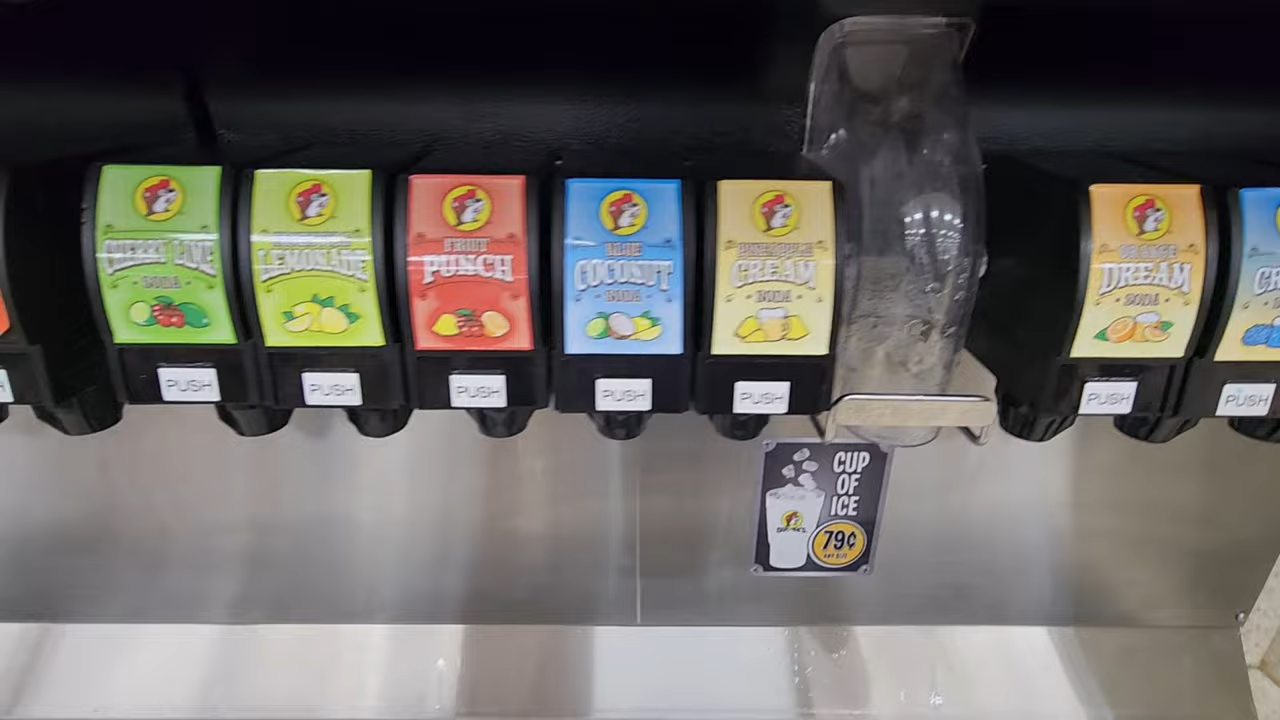 CHERRY LIME
SODA
PUSH
LEMONADE
PUSH
FRUIT
PUNCH
PUSH
BLUE
COCONUT
SODA
PUSH
PINEAPPLE
CREAM
SODA
PUSH
CUP
OF
ICE
79¢
ANY SIZE
ORANGE
DREAM
SODA
PUSH
PUSH